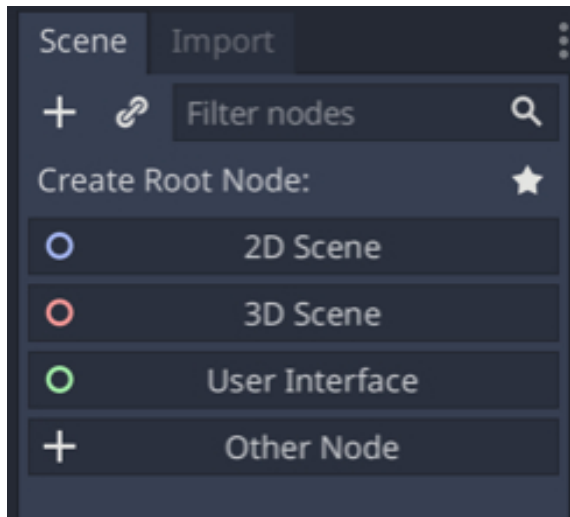 Scene Import
Filter nodes
Create Root Node:
2D Scene
3D Scene
User Interface
Other Node